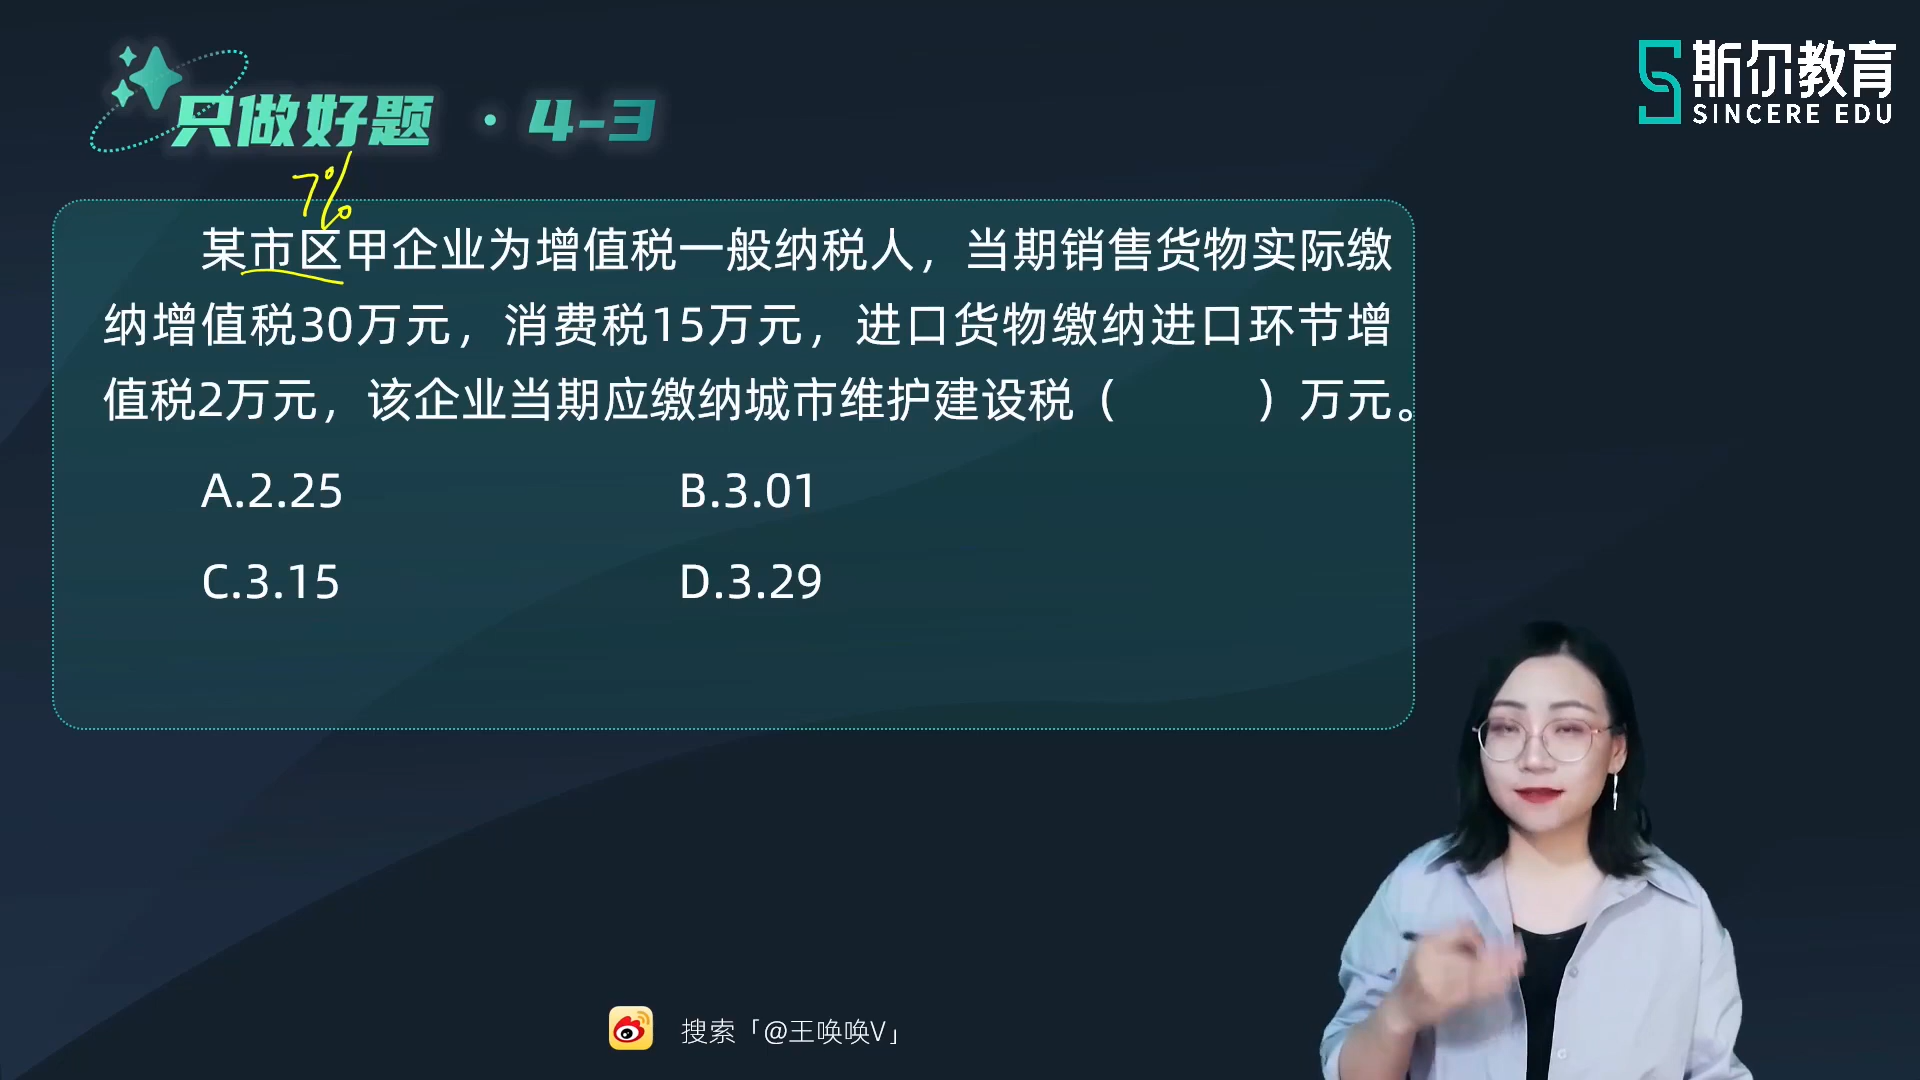 斯尔教育
SINCERE EDU
只做好题 · 4-3
7%
某市区甲企业为增值税一般纳税人，当期销售货物实际缴
纳增值税30万元，消费税15万元，进口货物缴纳进口环节增
值税2万元，该企业当期应缴纳城市维护建设税（　　）万元。
A.2.25 B.3.01
C.3.15 D.3.29
搜索「@王唤唤V」